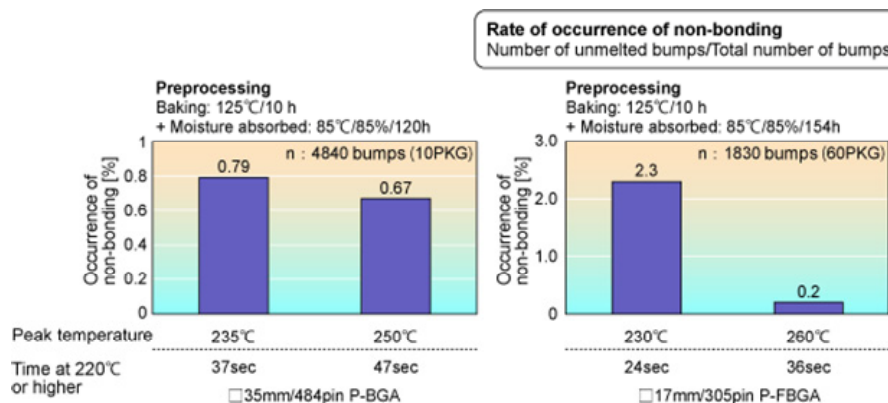 Rate of occurrence of non-bonding
Number of unmelted bumps/Total number of bumps
Preprocessing
Baking: 125℃/10 h
+ Moisture absorbed: 85℃/85%/120h
n : 4840 bumps (10PKG)
Occurrence of
non-bonding [%]
1
0.8
0.6
0.4
0.2
0
0.79
0.67
Preprocessing
Baking: 125℃/10 h
+ Moisture absorbed: 85℃/85%/154h
n : 1830 bumps (60PKG)
Occurrence of
non-bonding [%]
3.0
2.0
1.0
0.0
2.3
0.2
Peak temperature 235℃ 250℃ 230℃ 260℃
Time at 220℃
or higher
37sec 47sec 24sec 36sec
□35mm/484pin P-BGA □17mm/305pin P-FBGA